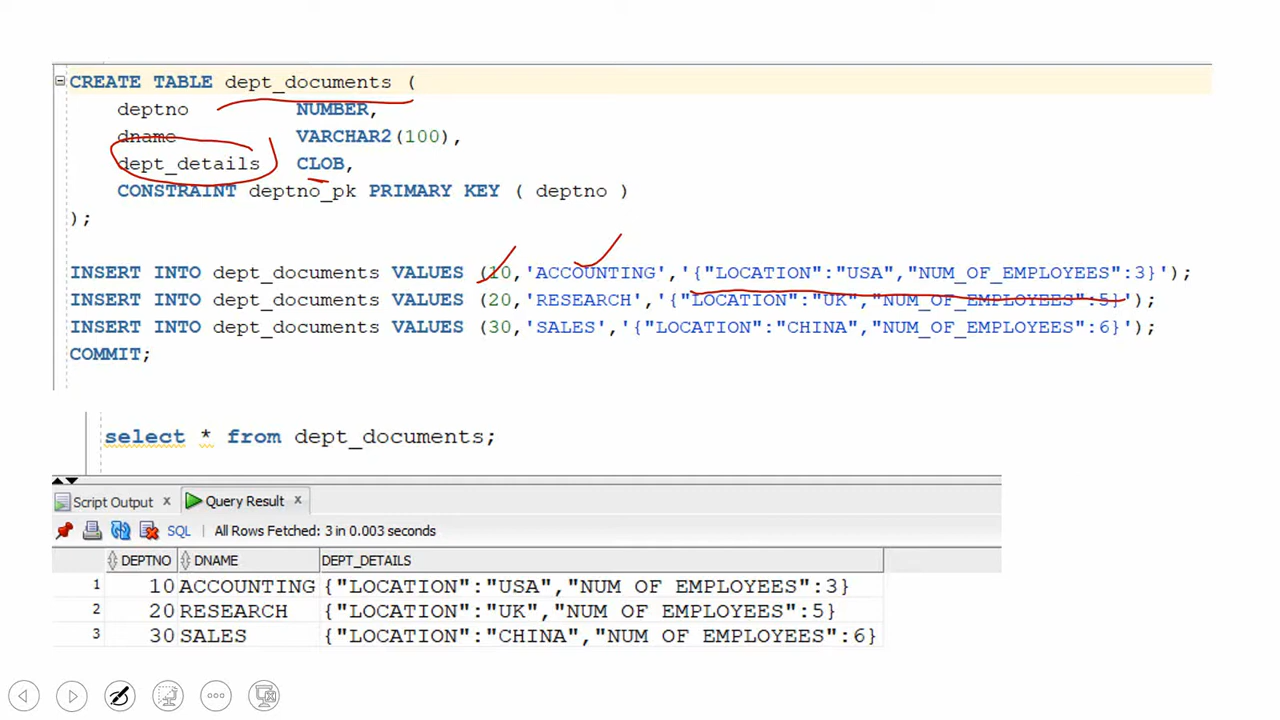 CREATE TABLE dept_documents (
deptno NUMBER,
dname VARCHAR2(100),
dept_details CLOB,
CONSTRAINT deptno_pk PRIMARY KEY ( deptno )
);
INSERT INTO dept_documents VALUES (10,'ACCOUNTING','{"LOCATION":"USA","NUM_OF_EMPLOYEES":3}');
INSERT INTO dept_documents VALUES (20,'RESEARCH','{"LOCATION":"UK","NUM_OF_EMPLOYEES":5}');
INSERT INTO dept_documents VALUES (30,'SALES','{"LOCATION":"CHINA","NUM_OF_EMPLOYEES":6}');
COMMIT;
select * from dept_documents;
Script Output x Query Result x
SQL | All Rows Fetched: 3 in 0.003 seconds
DEPTNO DNAME DEPT_DETAILS
1 10 ACCOUNTING {"LOCATION":"USA","NUM OF EMPLOYEES":3}
2 20 RESEARCH {"LOCATION":"UK","NUM OF EMPLOYEES":5}
3 30 SALES {"LOCATION":"CHINA","NUM OF EMPLOYEES":6}